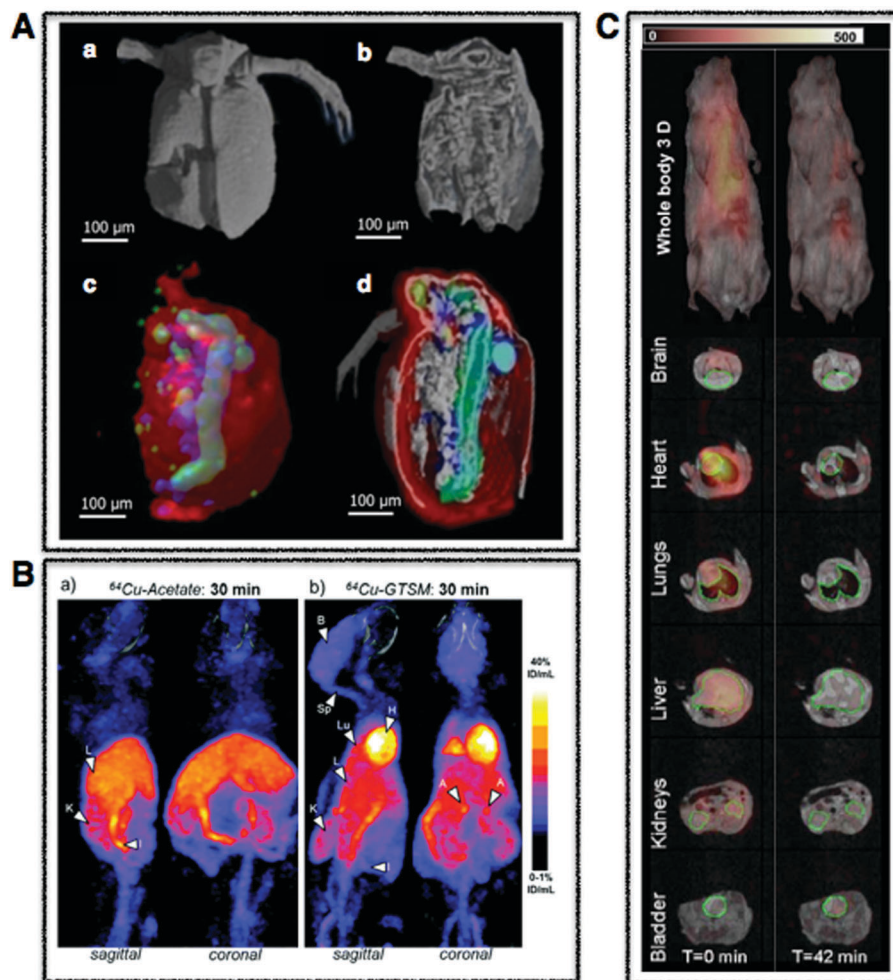 A
a
b
100 µm
100 µm
c
d
100 µm
100 µm
B
a)
⁶⁴Cu-Acetate: 30 min
b)
⁶⁴Cu-GTSM: 30 min
B
Sp
Lu
H
L
L
A
A
K
K
I
I
40%
ID/mL
0-1%
ID/mL
sagittal
coronal
sagittal
coronal
C
0
500
Whole body 3 D
Brain
Heart
Lungs
Liver
Kidneys
Bladder
T=0 min
T=42 min